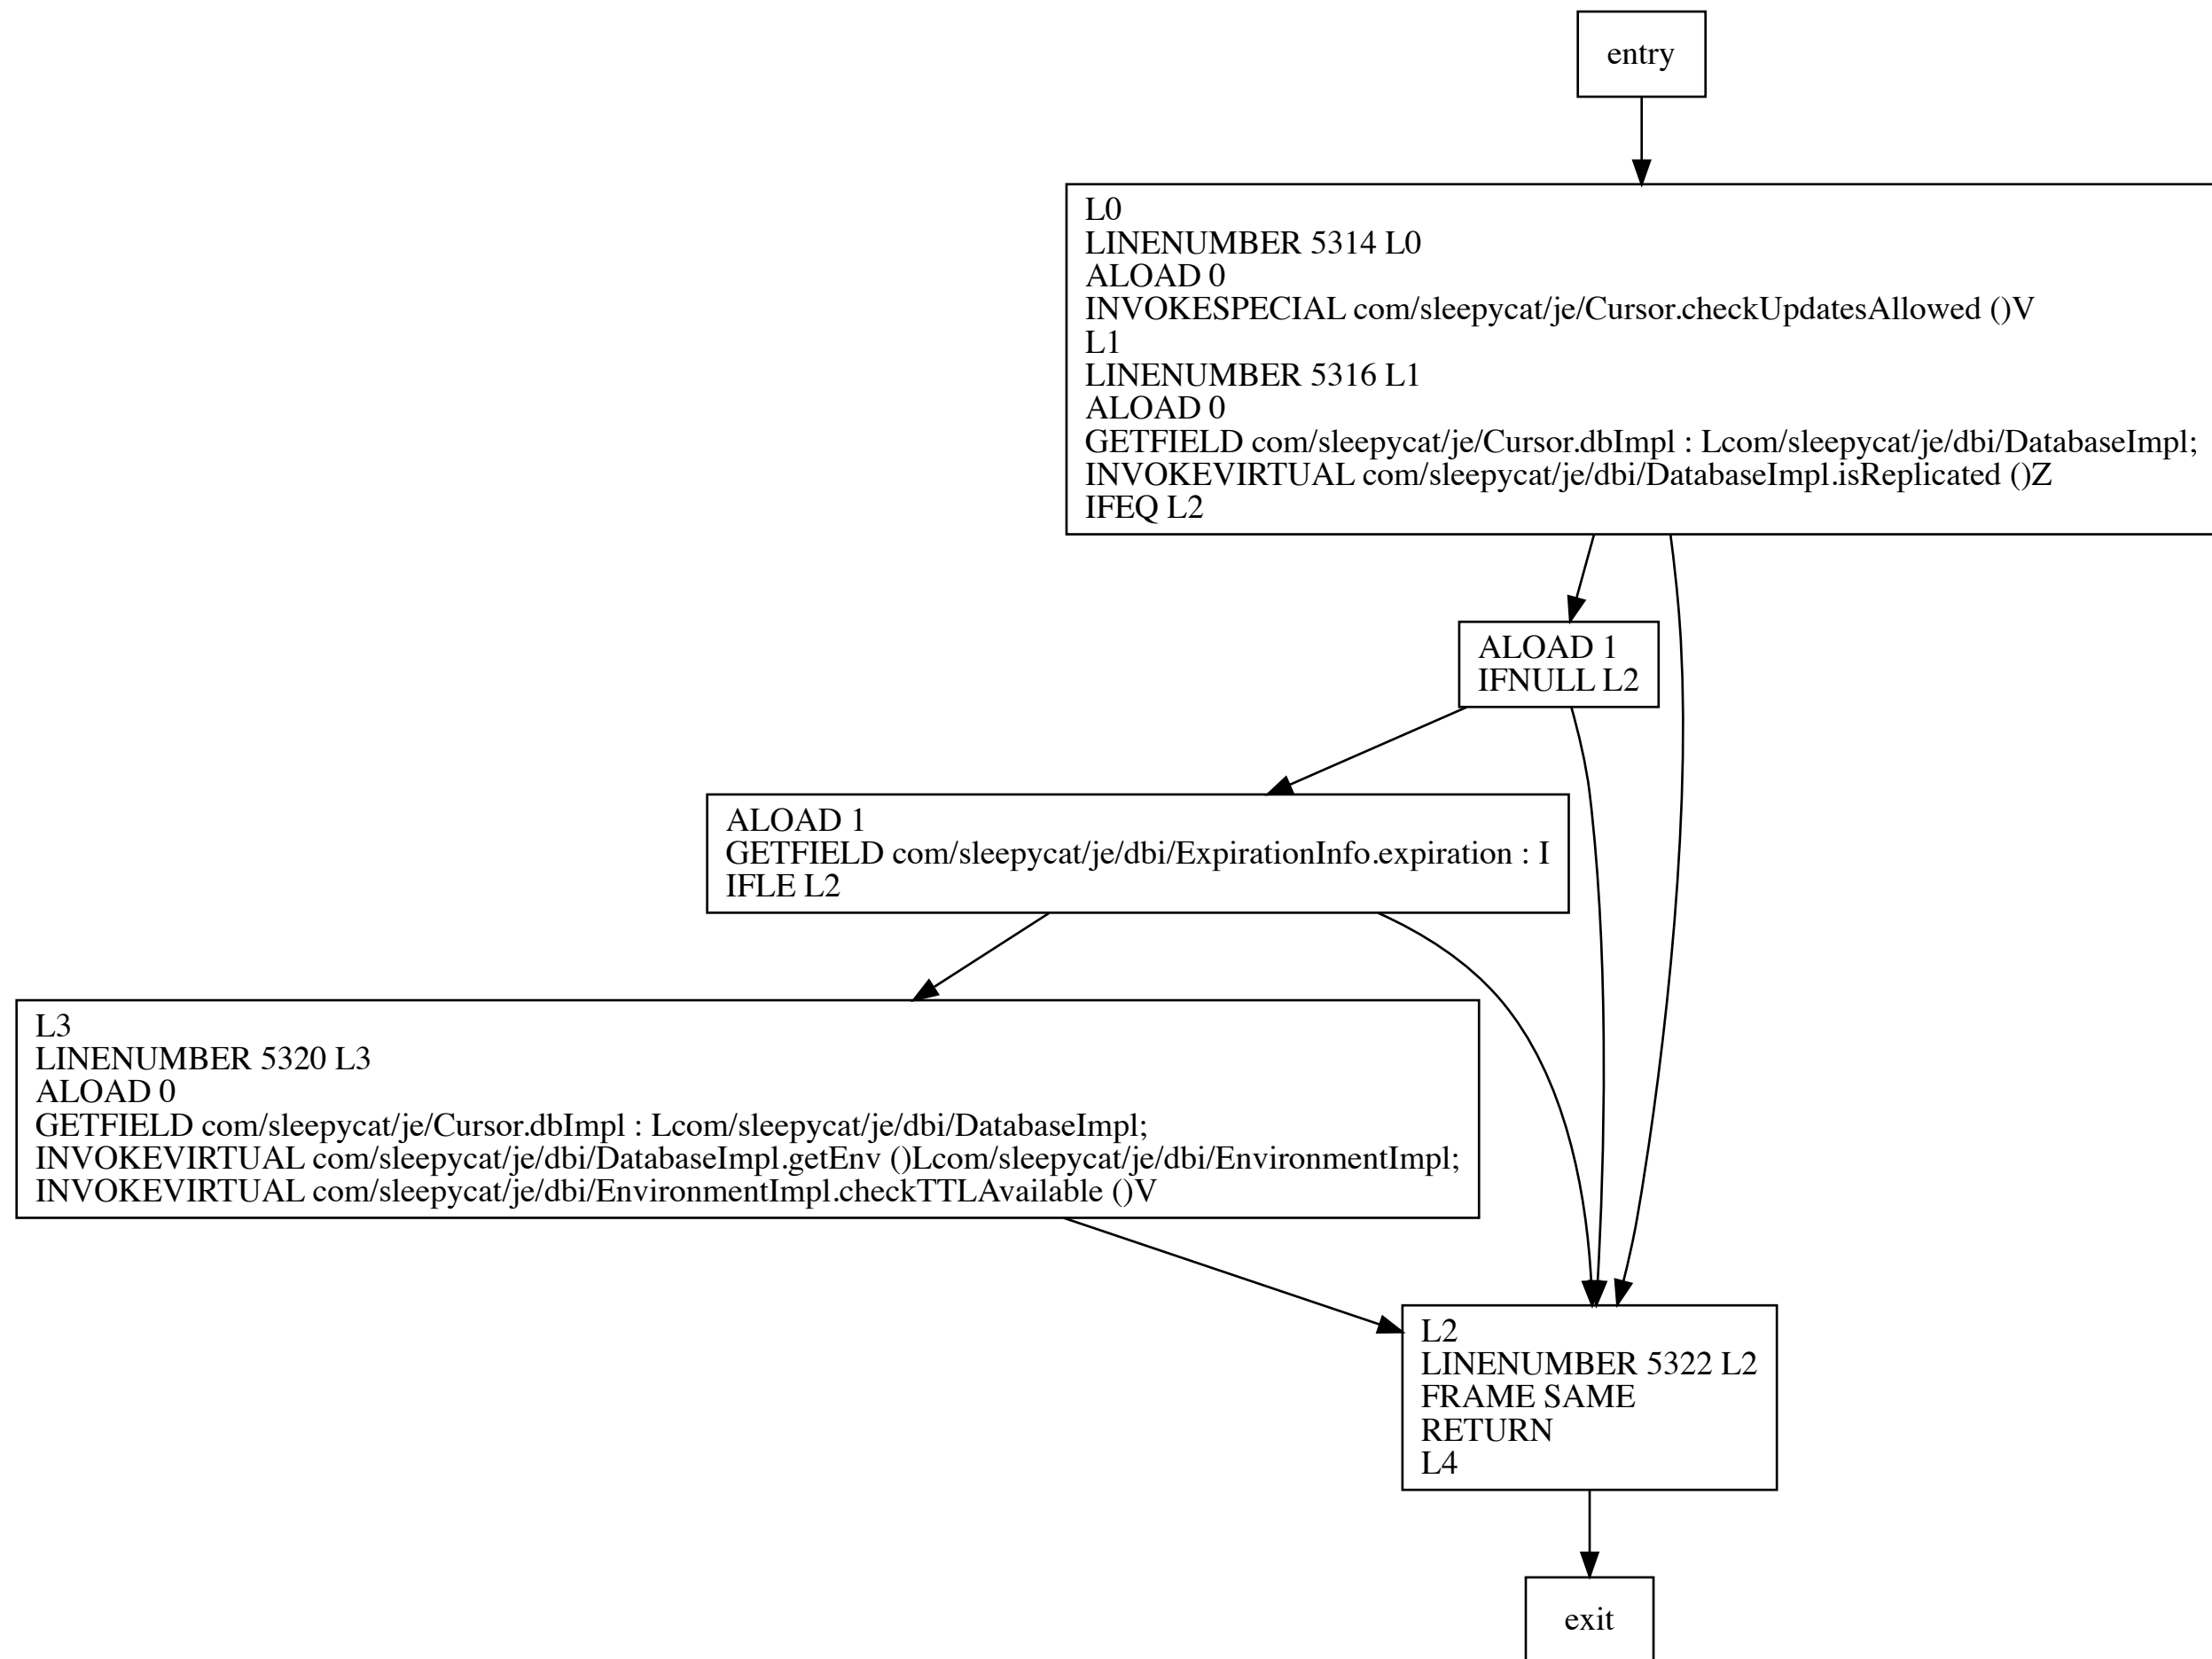 entry
L0
LINENUMBER 5314 L0
ALOAD 0
INVOKESPECIAL com/sleepycat/je/Cursor.checkUpdatesAllowed ()V
L1
LINENUMBER 5316 L1
ALOAD 0
GETFIELD com/sleepycat/je/Cursor.dbImpl : Lcom/sleepycat/je/dbi/DatabaseImpl;
INVOKEVIRTUAL com/sleepycat/je/dbi/DatabaseImpl.isReplicated ()Z
IFEQ L2
ALOAD 1
IFNULL L2
ALOAD 1
GETFIELD com/sleepycat/je/dbi/ExpirationInfo.expiration : I
IFLE L2
L3
LINENUMBER 5320 L3
ALOAD 0
GETFIELD com/sleepycat/je/Cursor.dbImpl : Lcom/sleepycat/je/dbi/DatabaseImpl;
INVOKEVIRTUAL com/sleepycat/je/dbi/DatabaseImpl.getEnv ()Lcom/sleepycat/je/dbi/EnvironmentImpl;
INVOKEVIRTUAL com/sleepycat/je/dbi/EnvironmentImpl.checkTTLAvailable ()V
L2
LINENUMBER 5322 L2
FRAME SAME
RETURN
L4
exit